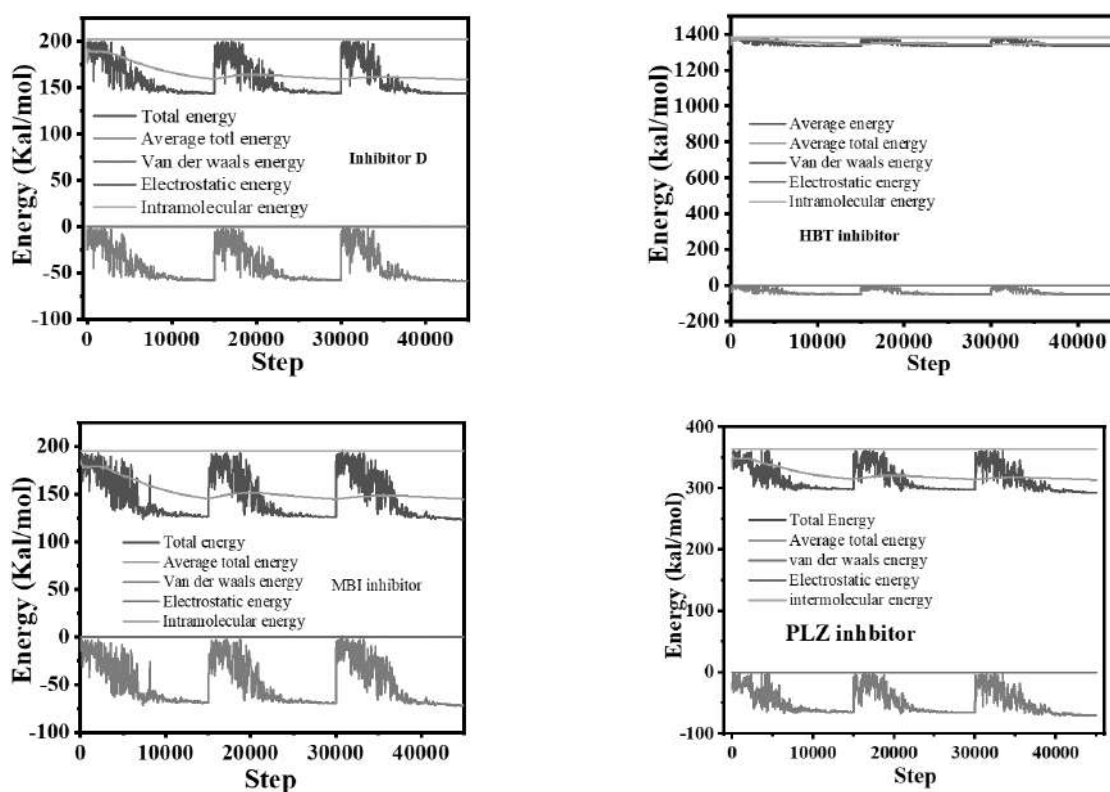 Energy (Kal/mol)
200
150
100
50
0
-50
-100
Total energy
Average totl energy
Van der waals energy
Electrostatic energy
Intramolecular energy
Inhibitor D
0 10000 20000 30000 40000
Step
Energy (kal/mol)
1400
1200
1000
800
600
400
200
0
-200
Average energy
Average total energy
Van der waals energy
Electrostatic energy
Intramolecular energy
HBT inhibitor
0 10000 20000 30000 40000
Step
Energy (Kal/mol)
200
150
100
50
0
-50
-100
Total energy
Average total energy
Van der waals energy
Electrostatic energy
Intramolecular energy
MBI inhibitor
0 10000 20000 30000 40000
Step
Energy (kal/mol)
400
300
200
100
0
-100
Total Energy
Average total energy
van der waals energy
Electrostatic energy
intermolecular energy
PLZ inhbitor
0 10000 20000 30000 40000
Step